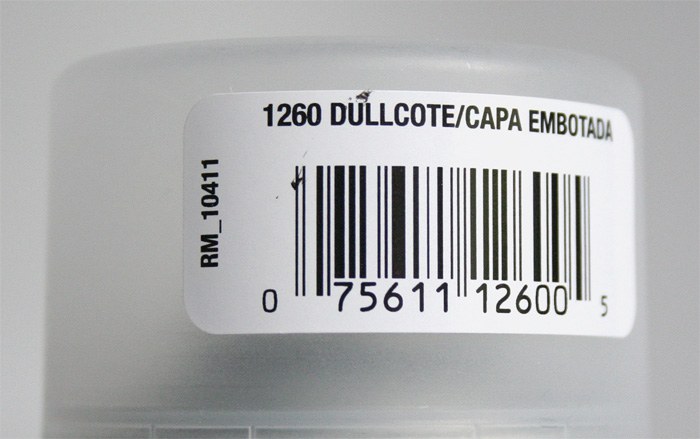 1260 DULLCOTE/CAPA EMBOTADA
RM_10411
0 75611 12600 5